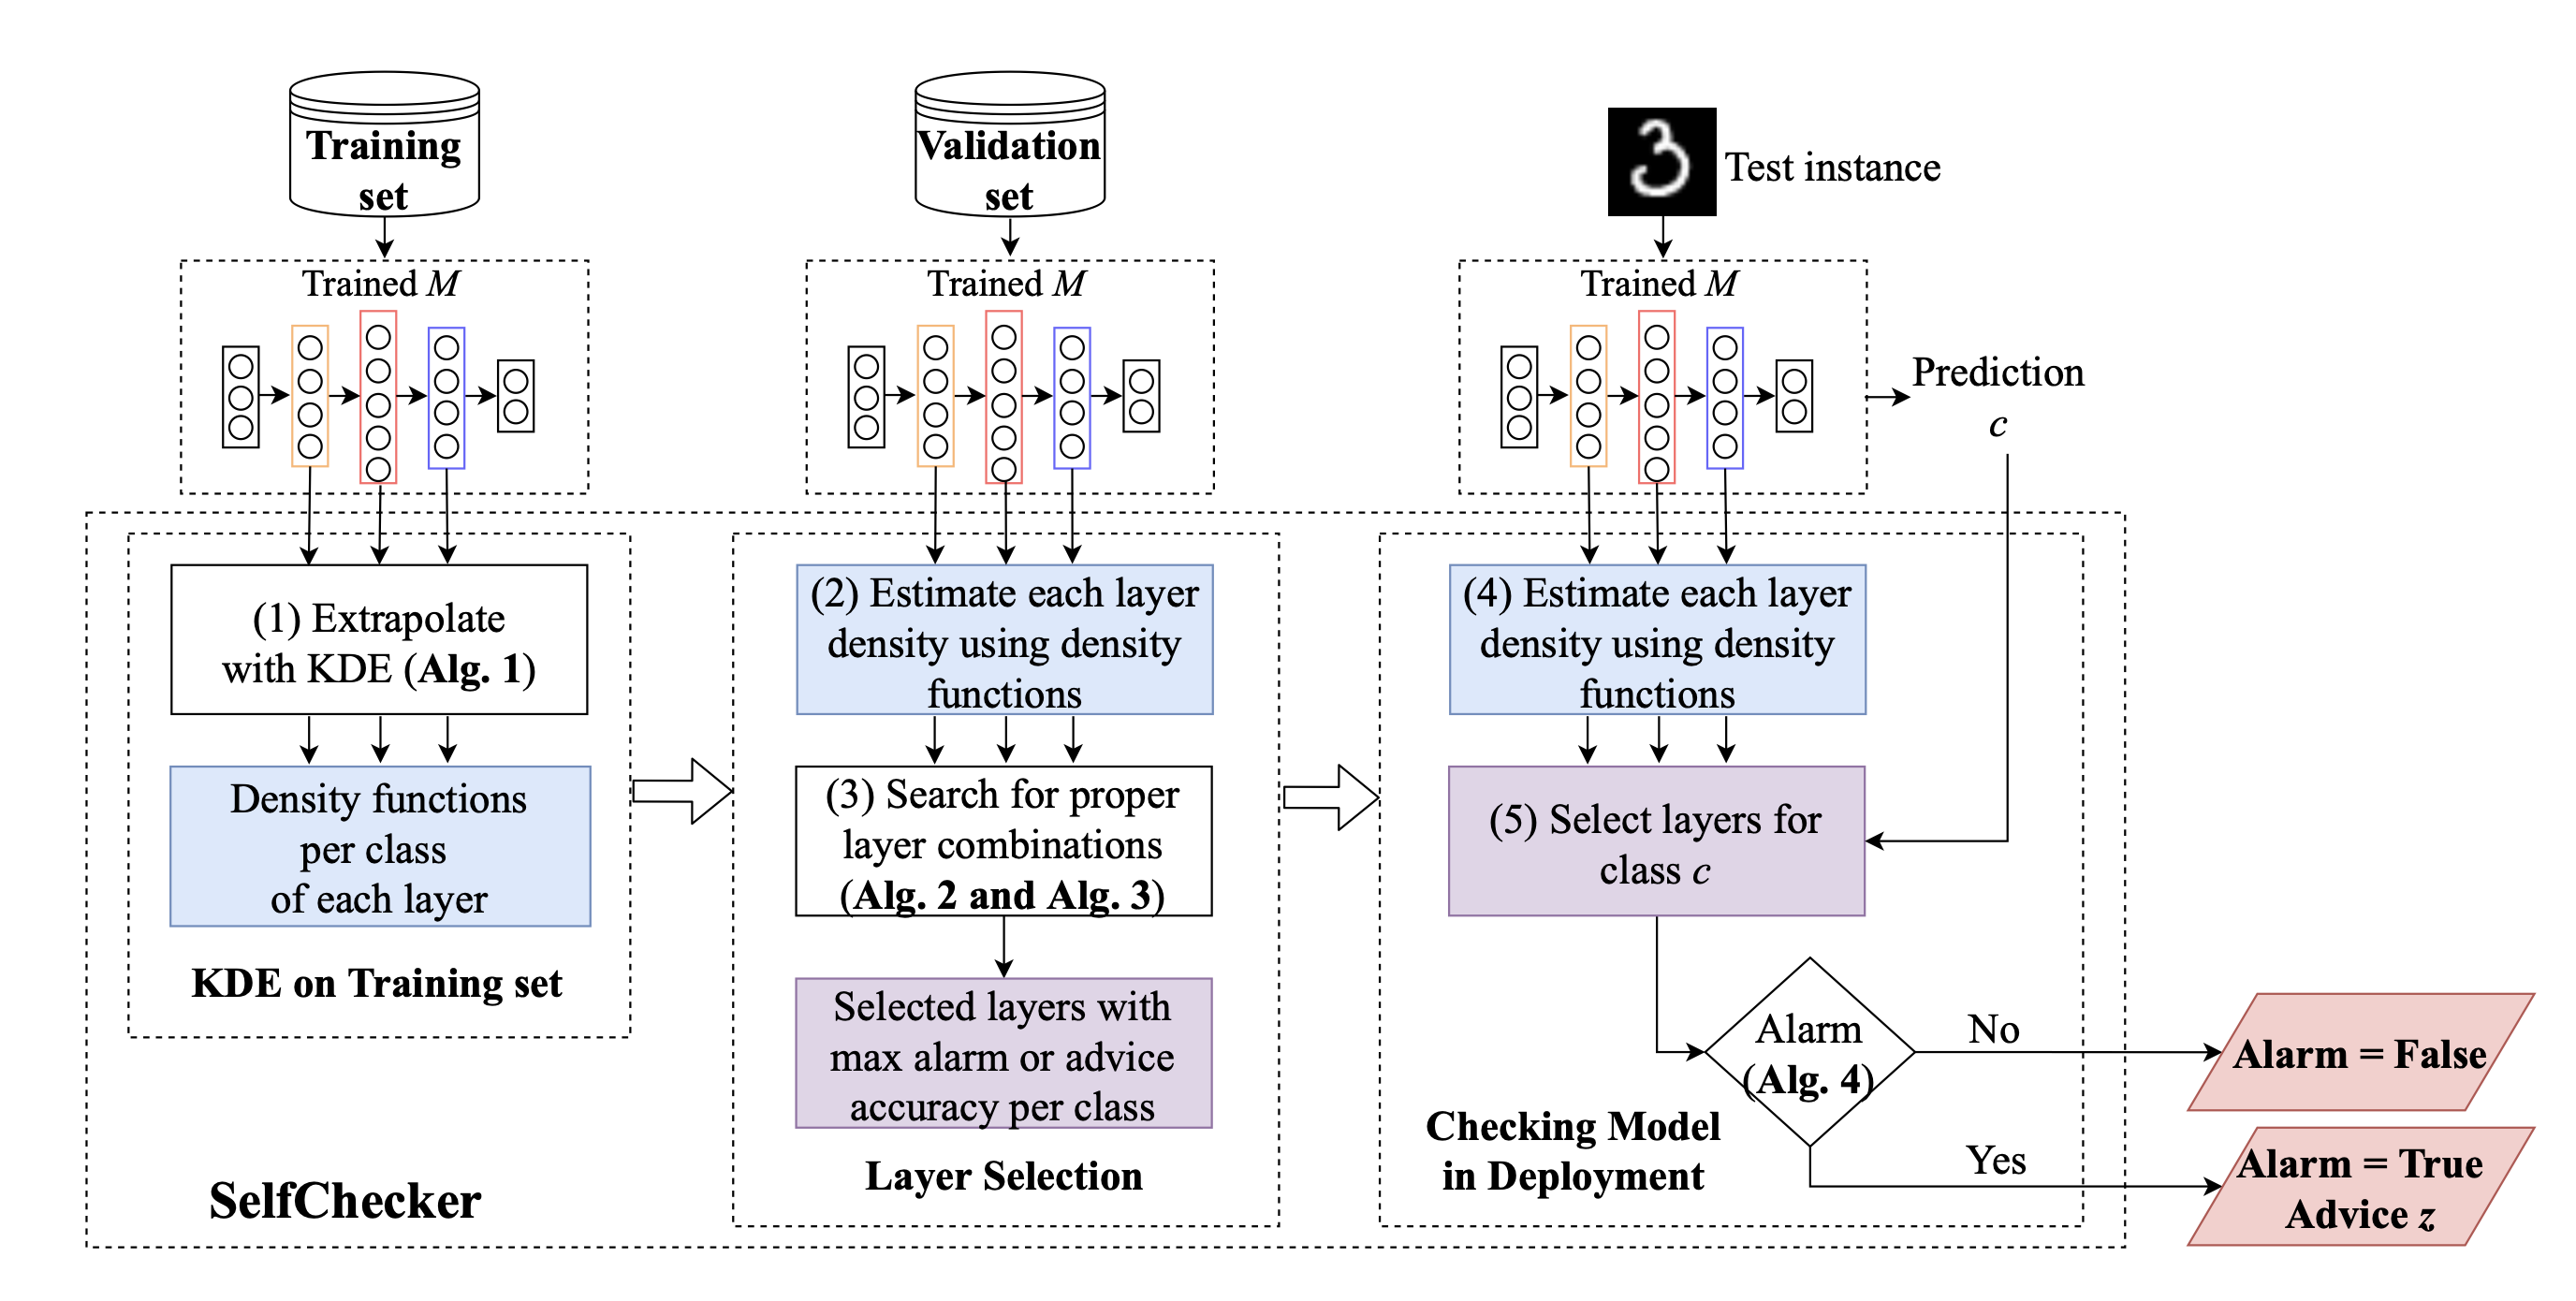 Training
set
Trained M
(1) Extrapolate
with KDE (Alg. 1)
Density functions
per class
of each layer
KDE on Training set
SelfChecker
Validation
set
Trained M
(2) Estimate each layer
density using density
functions
(3) Search for proper
layer combinations
(Alg. 2 and Alg. 3)
Selected layers with
max alarm or advice
accuracy per class
Layer Selection
3
Test instance
Trained M
Prediction
c
(4) Estimate each layer
density using density
functions
(5) Select layers for
class c
Alarm
(Alg. 4)
No
Yes
Checking Model
in Deployment
Alarm = False
Alarm = True
Advice z